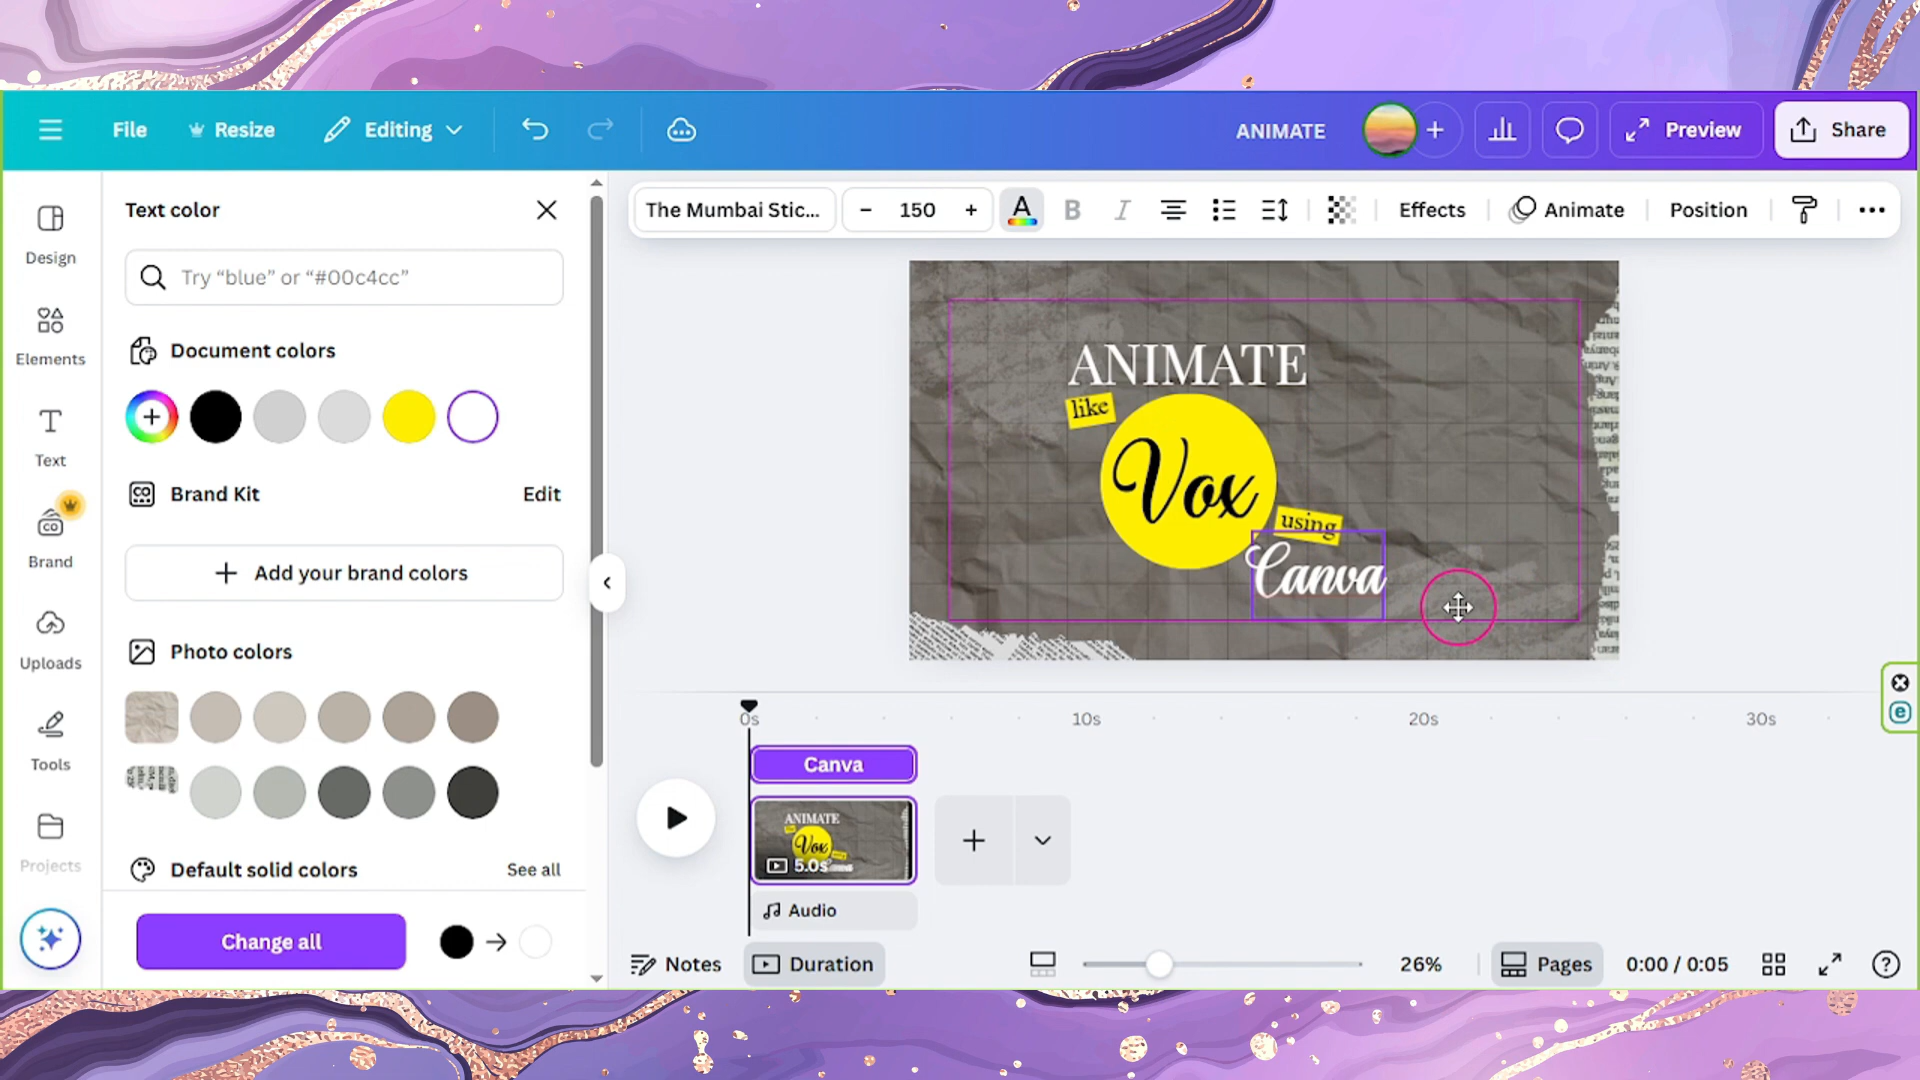 File
Resize
Editing
ANIMATE
Preview
Share
Design
Elements
Text
Brand
Uploads
Tools
Projects
Text color
Try “blue” or “#00c4cc”
Document colors
Brand Kit
Edit
Add your brand colors
Photo colors
Default solid colors
See all
Change all
The Mumbai Stic...
150
A
B
I
Effects
Animate
Position
ANIMATE
like
Vox
using
Canva
0s
10s
20s
30s
Canva
ANIMATE
Vox
5.0s
Audio
Notes
Duration
26%
Pages
0:00 / 0:05